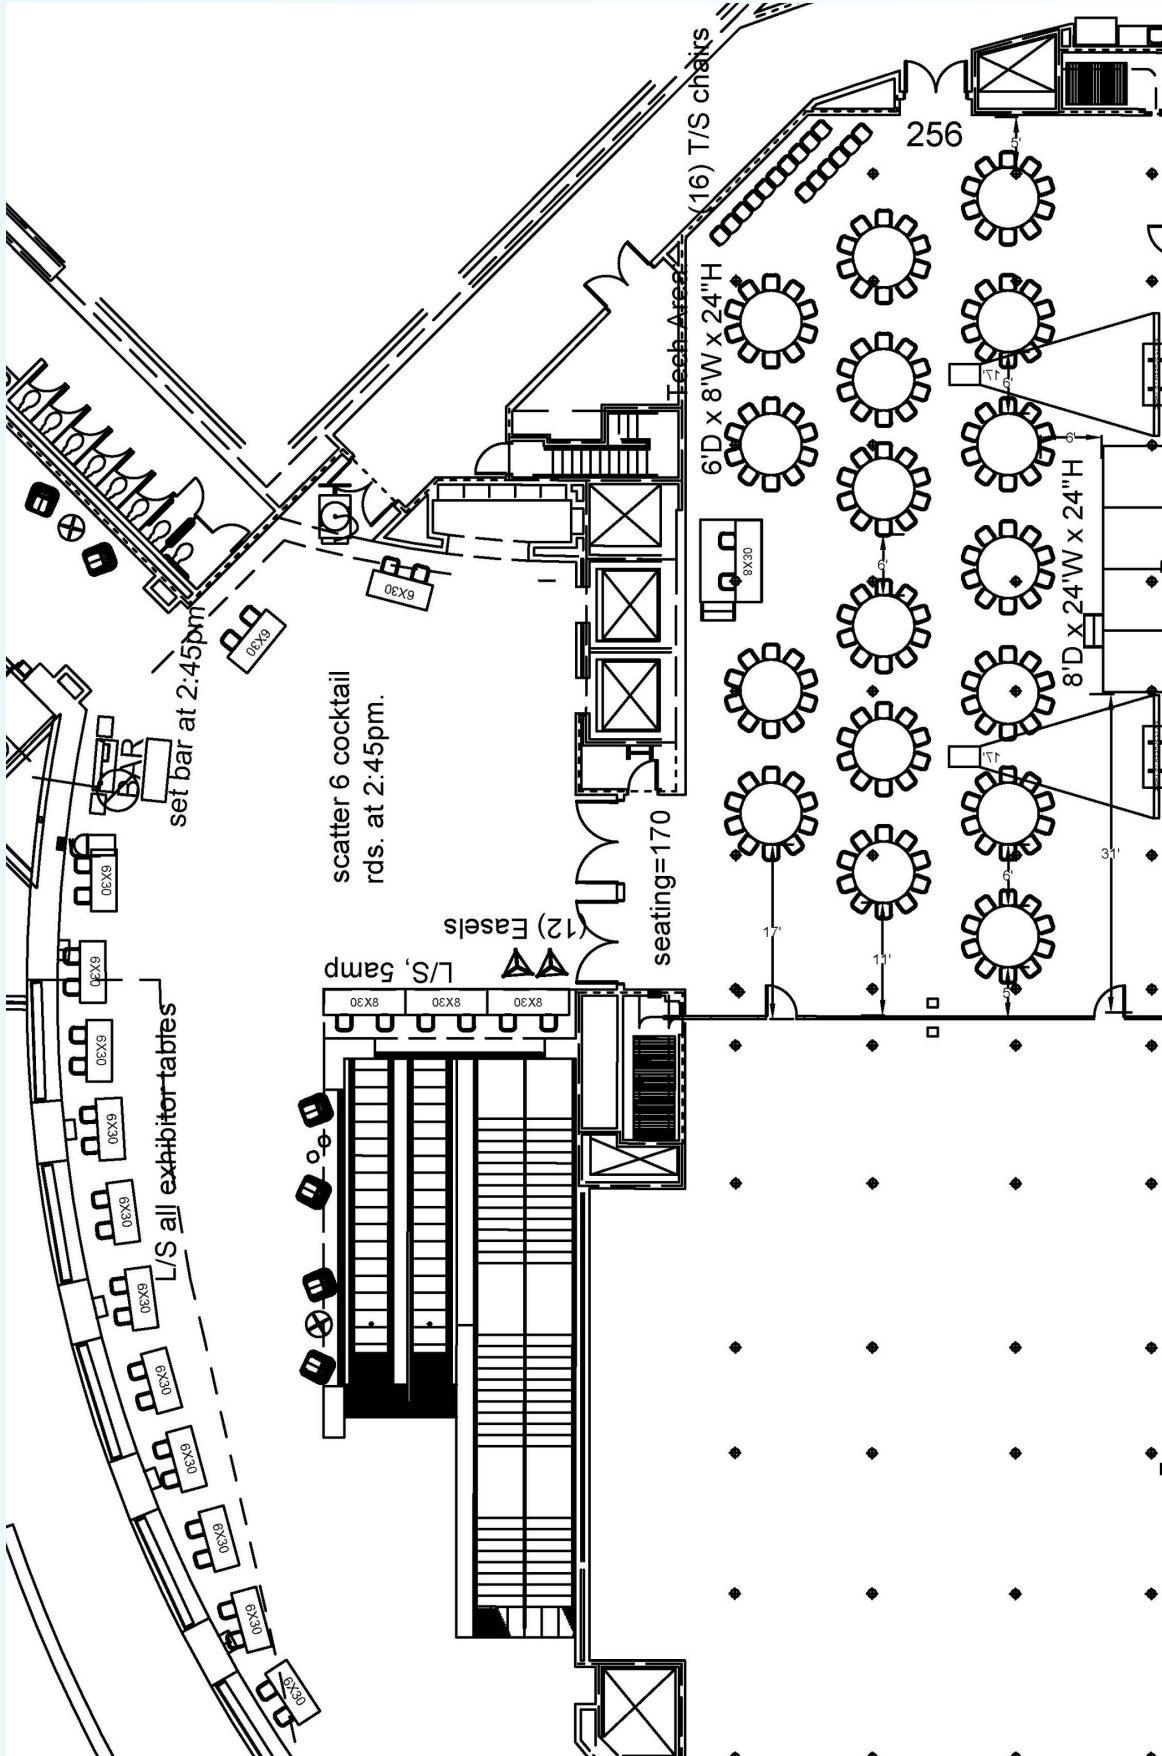 (16) T/S chairs
256
5'
Tech Area
6'D x 8'W x 24"H
17'
6'
6'
8X30
6'
8'D x 24'W x 24"H
6X30
6X30
set bar at 2:45pm
BAR
scatter 6 cocktail
rds. at 2:45pm.
17'
seating=170
31'
6'
17'
11'
5'
(12) Easels
L/S, 5amp
8X30
8X30
8X30
L/S all exhibitor tables
6X30
6X30
6X30
6X30
6X30
6X30
6X30
6X30
6X30
6X30
6X30